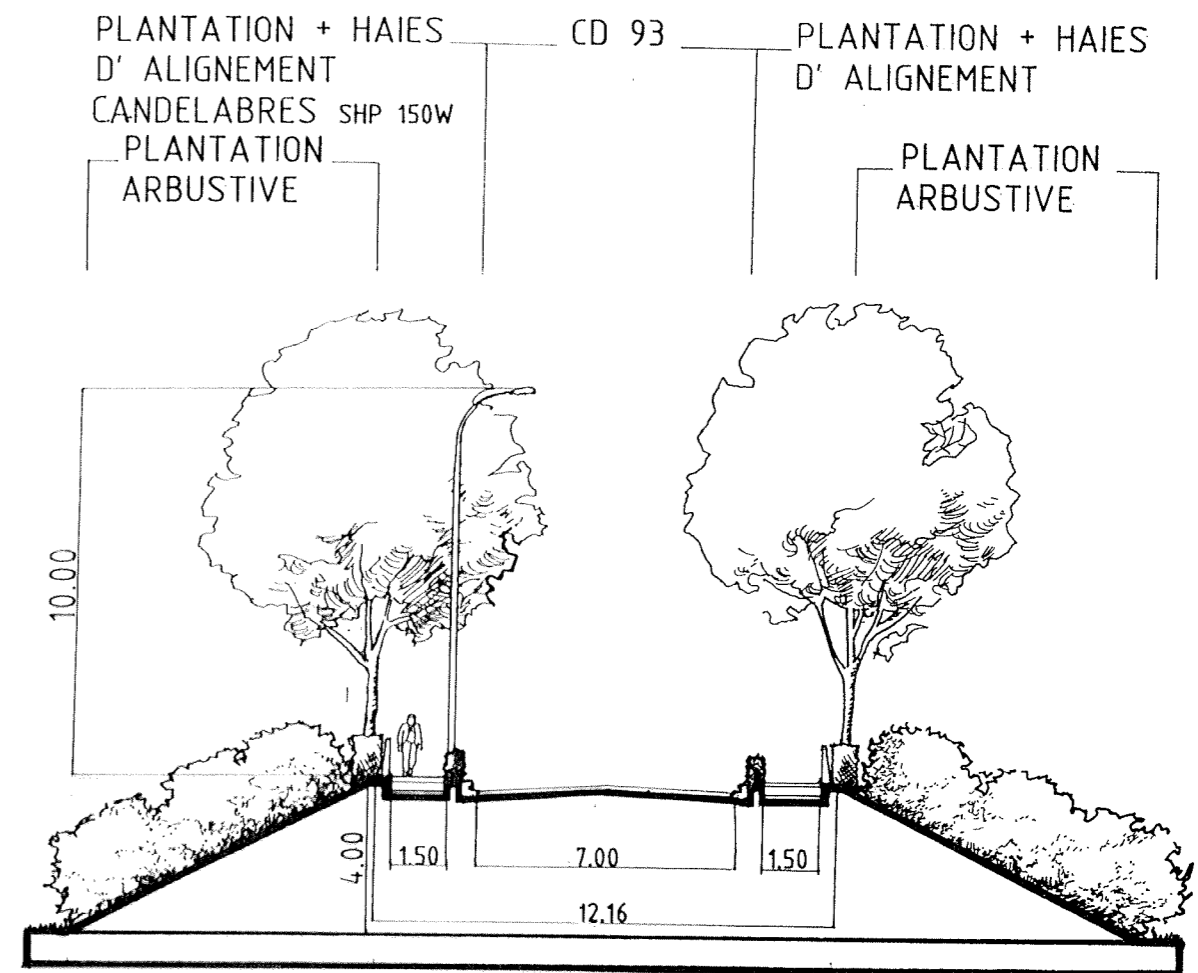 PLANTATION + HAIES
D' ALIGNEMENT
CANDELABRES SHP 150W
PLANTATION
ARBUSTIVE
CD 93
PLANTATION + HAIES
D' ALIGNEMENT
PLANTATION
ARBUSTIVE
10.00
4.00
1.50
7.00
1.50
12.16